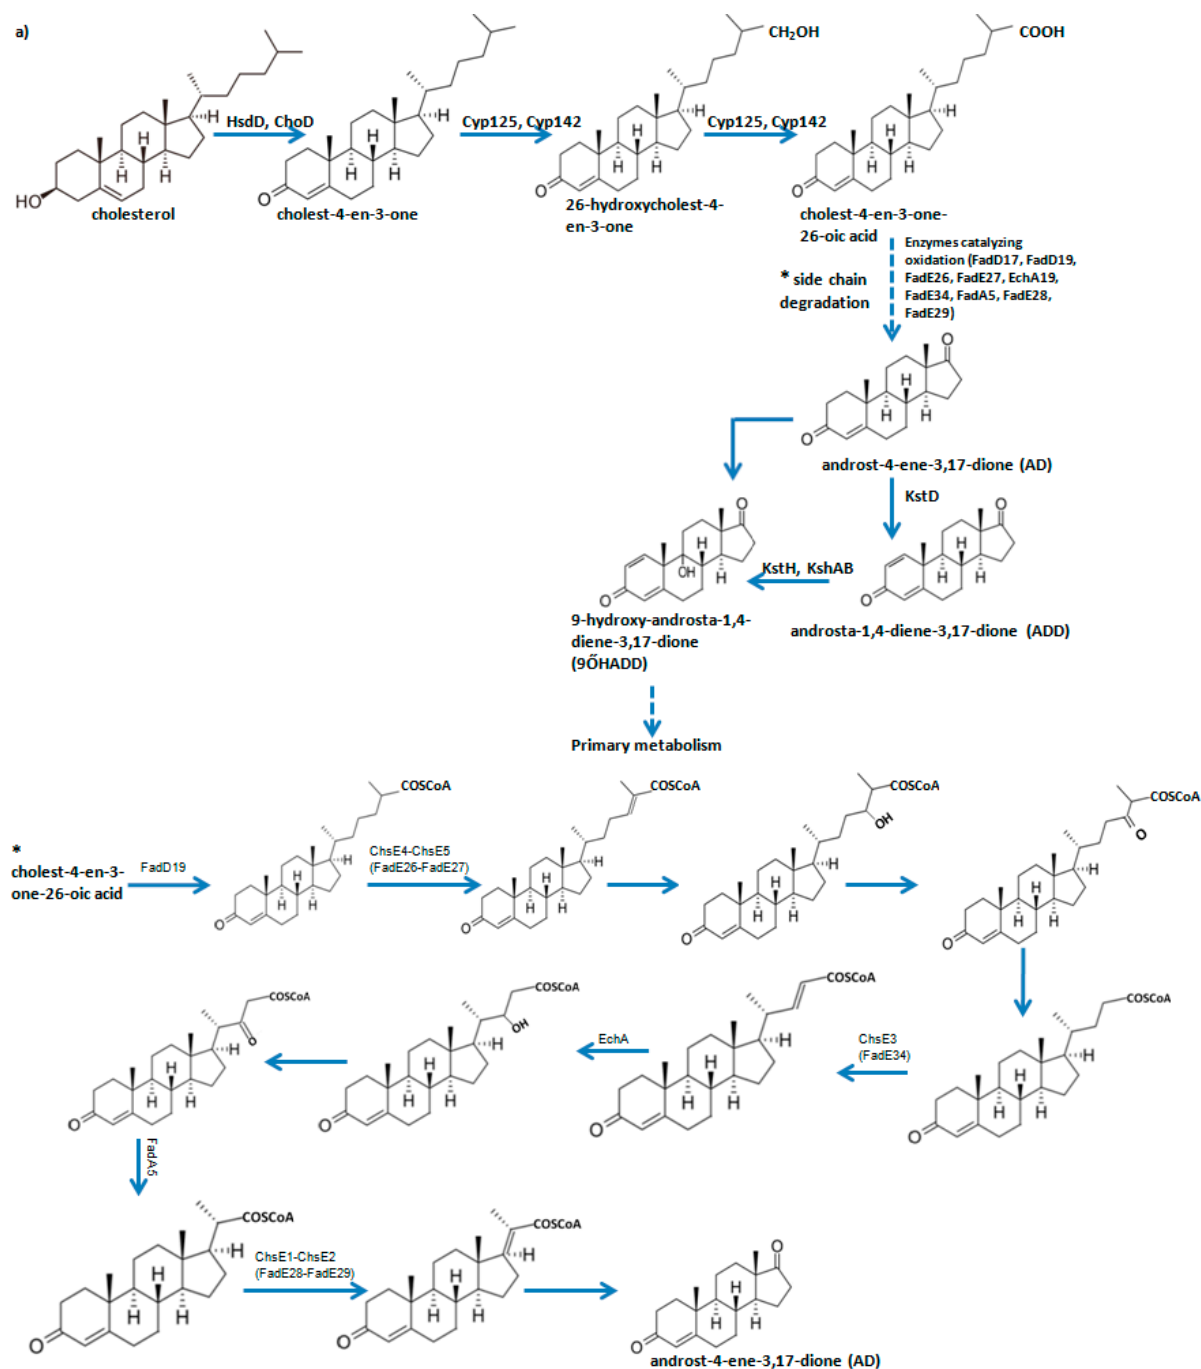 a)
CH₂OH
COOH
HsdD, ChoD
Cyp125, Cyp142
Cyp125, Cyp142
H
H
H
H
HO
O
O
O
cholesterol
cholest-4-en-3-one
26-hydroxycholest-4-
en-3-one
cholest-4-en-3-one-
26-oic acid
Enzymes catalyzing
oxidation (FadD17, FadD19,
FadE26, FadE27, EchA19,
FadE34, FadA5, FadE28,
FadE29)
* side chain
degradation
O
H
H
H
O
androst-4-ene-3,17-dione (AD)
KstD
O
H
OH
H
O
KstH, KshAB
O
H
H
H
O
9-hydroxy-androsta-1,4-
diene-3,17-dione
(9ŐHADD)
androsta-1,4-diene-3,17-dione (ADD)
Primary metabolism
*
cholest-4-en-3-
one-26-oic acid
FadD19
COSCoA
ChsE4-ChsE5
(FadE26-FadE27)
COSCoA
COSCoA
OH
COSCoA
O
COSCoA
O
COSCoA
OH
EchA
COSCoA
ChsE3
(FadE34)
COSCoA
FadA5
COSCoA
ChsE1-ChsE2
(FadE28-FadE29)
COSCoA
O
H
H
H
O
androst-4-ene-3,17-dione (AD)